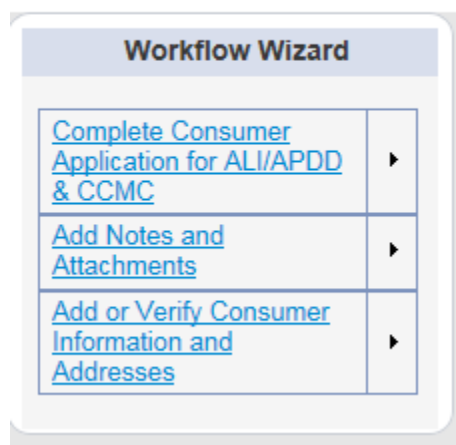 Workflow Wizard
Complete Consumer
Application for ALI/APDD
& CCMC
Add Notes and
Attachments
Add or Verify Consumer
Information and
Addresses